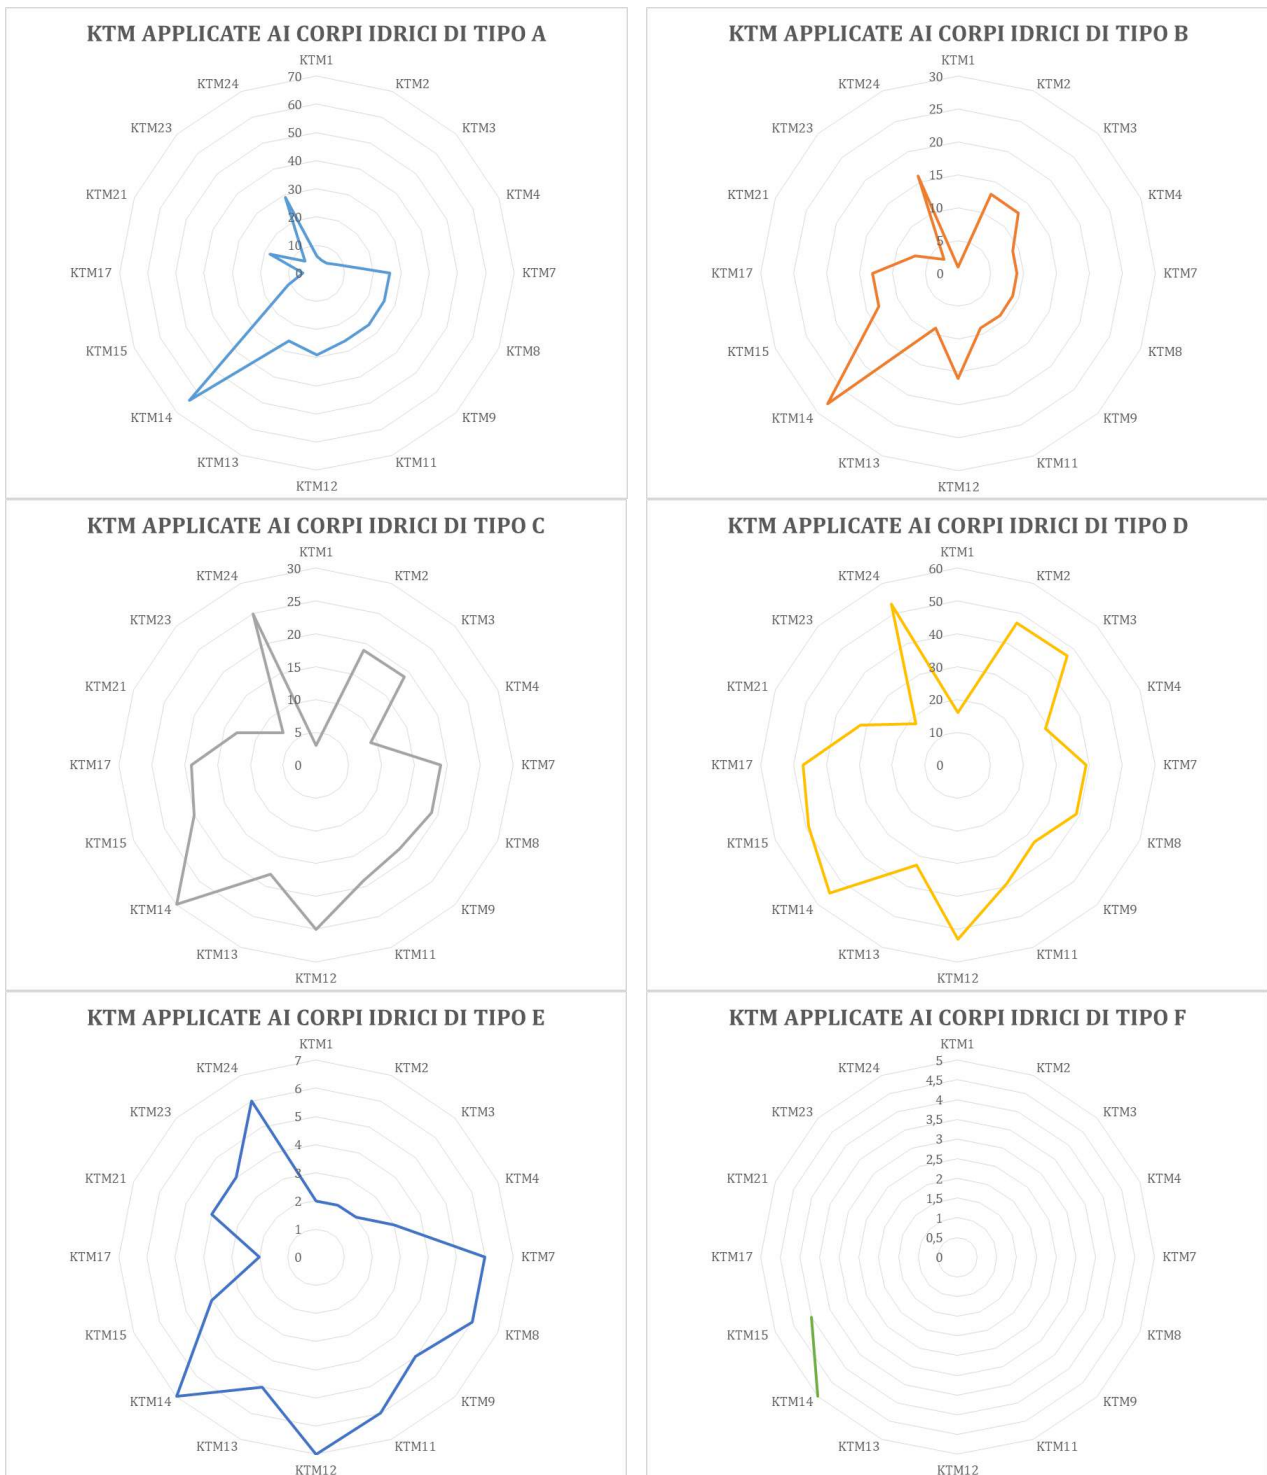 KTM APPLICATE AI CORPI IDRICI DI TIPO A
KTM1
KTM2
KTM3
KTM4
KTM7
KTM8
KTM9
KTM11
KTM12
KTM13
KTM14
KTM15
KTM17
KTM21
KTM23
KTM24
70
60
50
40
30
20
10
0
KTM APPLICATE AI CORPI IDRICI DI TIPO B
KTM1
KTM2
KTM3
KTM4
KTM7
KTM8
KTM9
KTM11
KTM12
KTM13
KTM14
KTM15
KTM17
KTM21
KTM23
KTM24
30
25
20
15
10
5
0
KTM APPLICATE AI CORPI IDRICI DI TIPO C
KTM1
KTM2
KTM3
KTM4
KTM7
KTM8
KTM9
KTM11
KTM12
KTM13
KTM14
KTM15
KTM17
KTM21
KTM23
KTM24
30
25
20
15
10
5
0
KTM APPLICATE AI CORPI IDRICI DI TIPO D
KTM1
KTM2
KTM3
KTM4
KTM7
KTM8
KTM9
KTM11
KTM12
KTM13
KTM14
KTM15
KTM17
KTM21
KTM23
KTM24
60
50
40
30
20
10
0
KTM APPLICATE AI CORPI IDRICI DI TIPO E
KTM1
KTM2
KTM3
KTM4
KTM7
KTM8
KTM9
KTM11
KTM12
KTM13
KTM14
KTM15
KTM17
KTM21
KTM23
KTM24
7
6
5
4
3
2
1
0
KTM APPLICATE AI CORPI IDRICI DI TIPO F
KTM1
KTM2
KTM3
KTM4
KTM7
KTM8
KTM9
KTM11
KTM12
KTM13
KTM14
KTM15
KTM17
KTM21
KTM23
KTM24
5
4,5
4
3,5
3
2,5
2
1,5
1
0,5
0